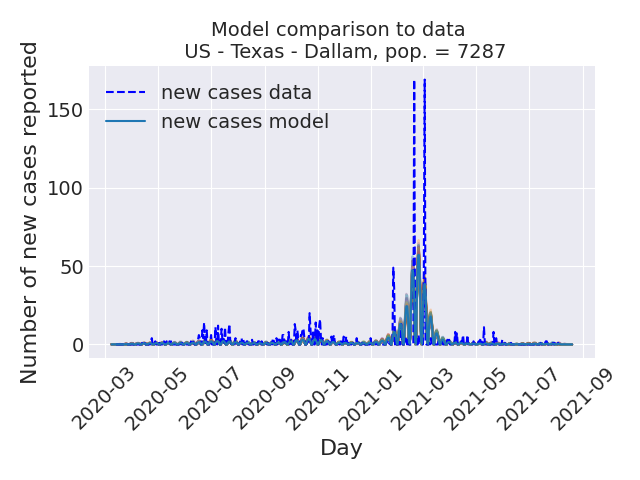 Model comparison to data
US - Texas - Dallam, pop. = 7287
Number of new cases reported
150
100
50
0
new cases data
new cases model
2020-03
2020-05
2020-07
2020-09
2020-11
2021-01
2021-03
2021-05
2021-07
2021-09
Day